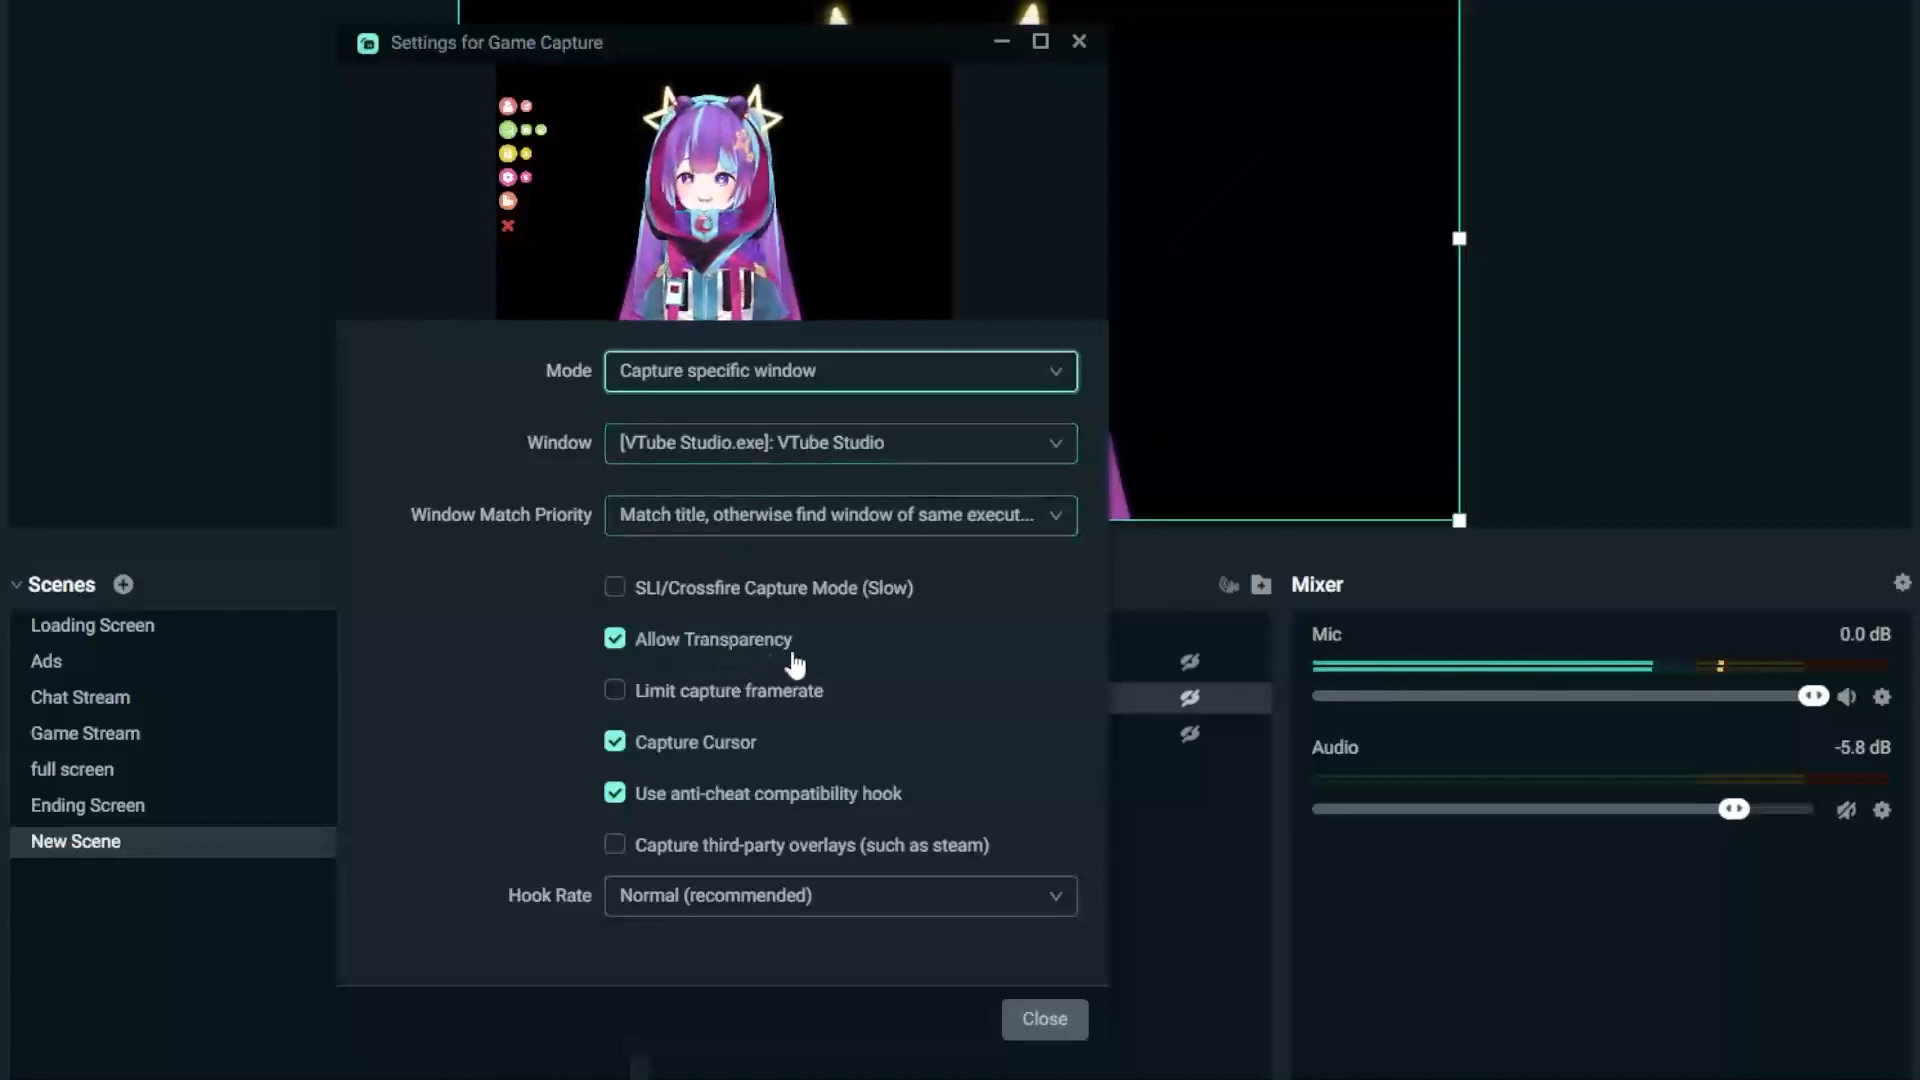 Settings for Game Capture
Mode
Capture specific window
Window
[VTube Studio.exe]: VTube Studio
Window Match Priority
Match title, otherwise find window of same execut...
SLI/Crossfire Capture Mode (Slow)
Allow Transparency
Limit capture framerate
Capture Cursor
Use anti-cheat compatibility hook
Capture third-party overlays (such as steam)
Hook Rate
Normal (recommended)
Close
Scenes
Loading Screen
Ads
Chat Stream
Game Stream
full screen
Ending Screen
New Scene
Mixer
Mic
0.0 dB
Audio
-5.8 dB